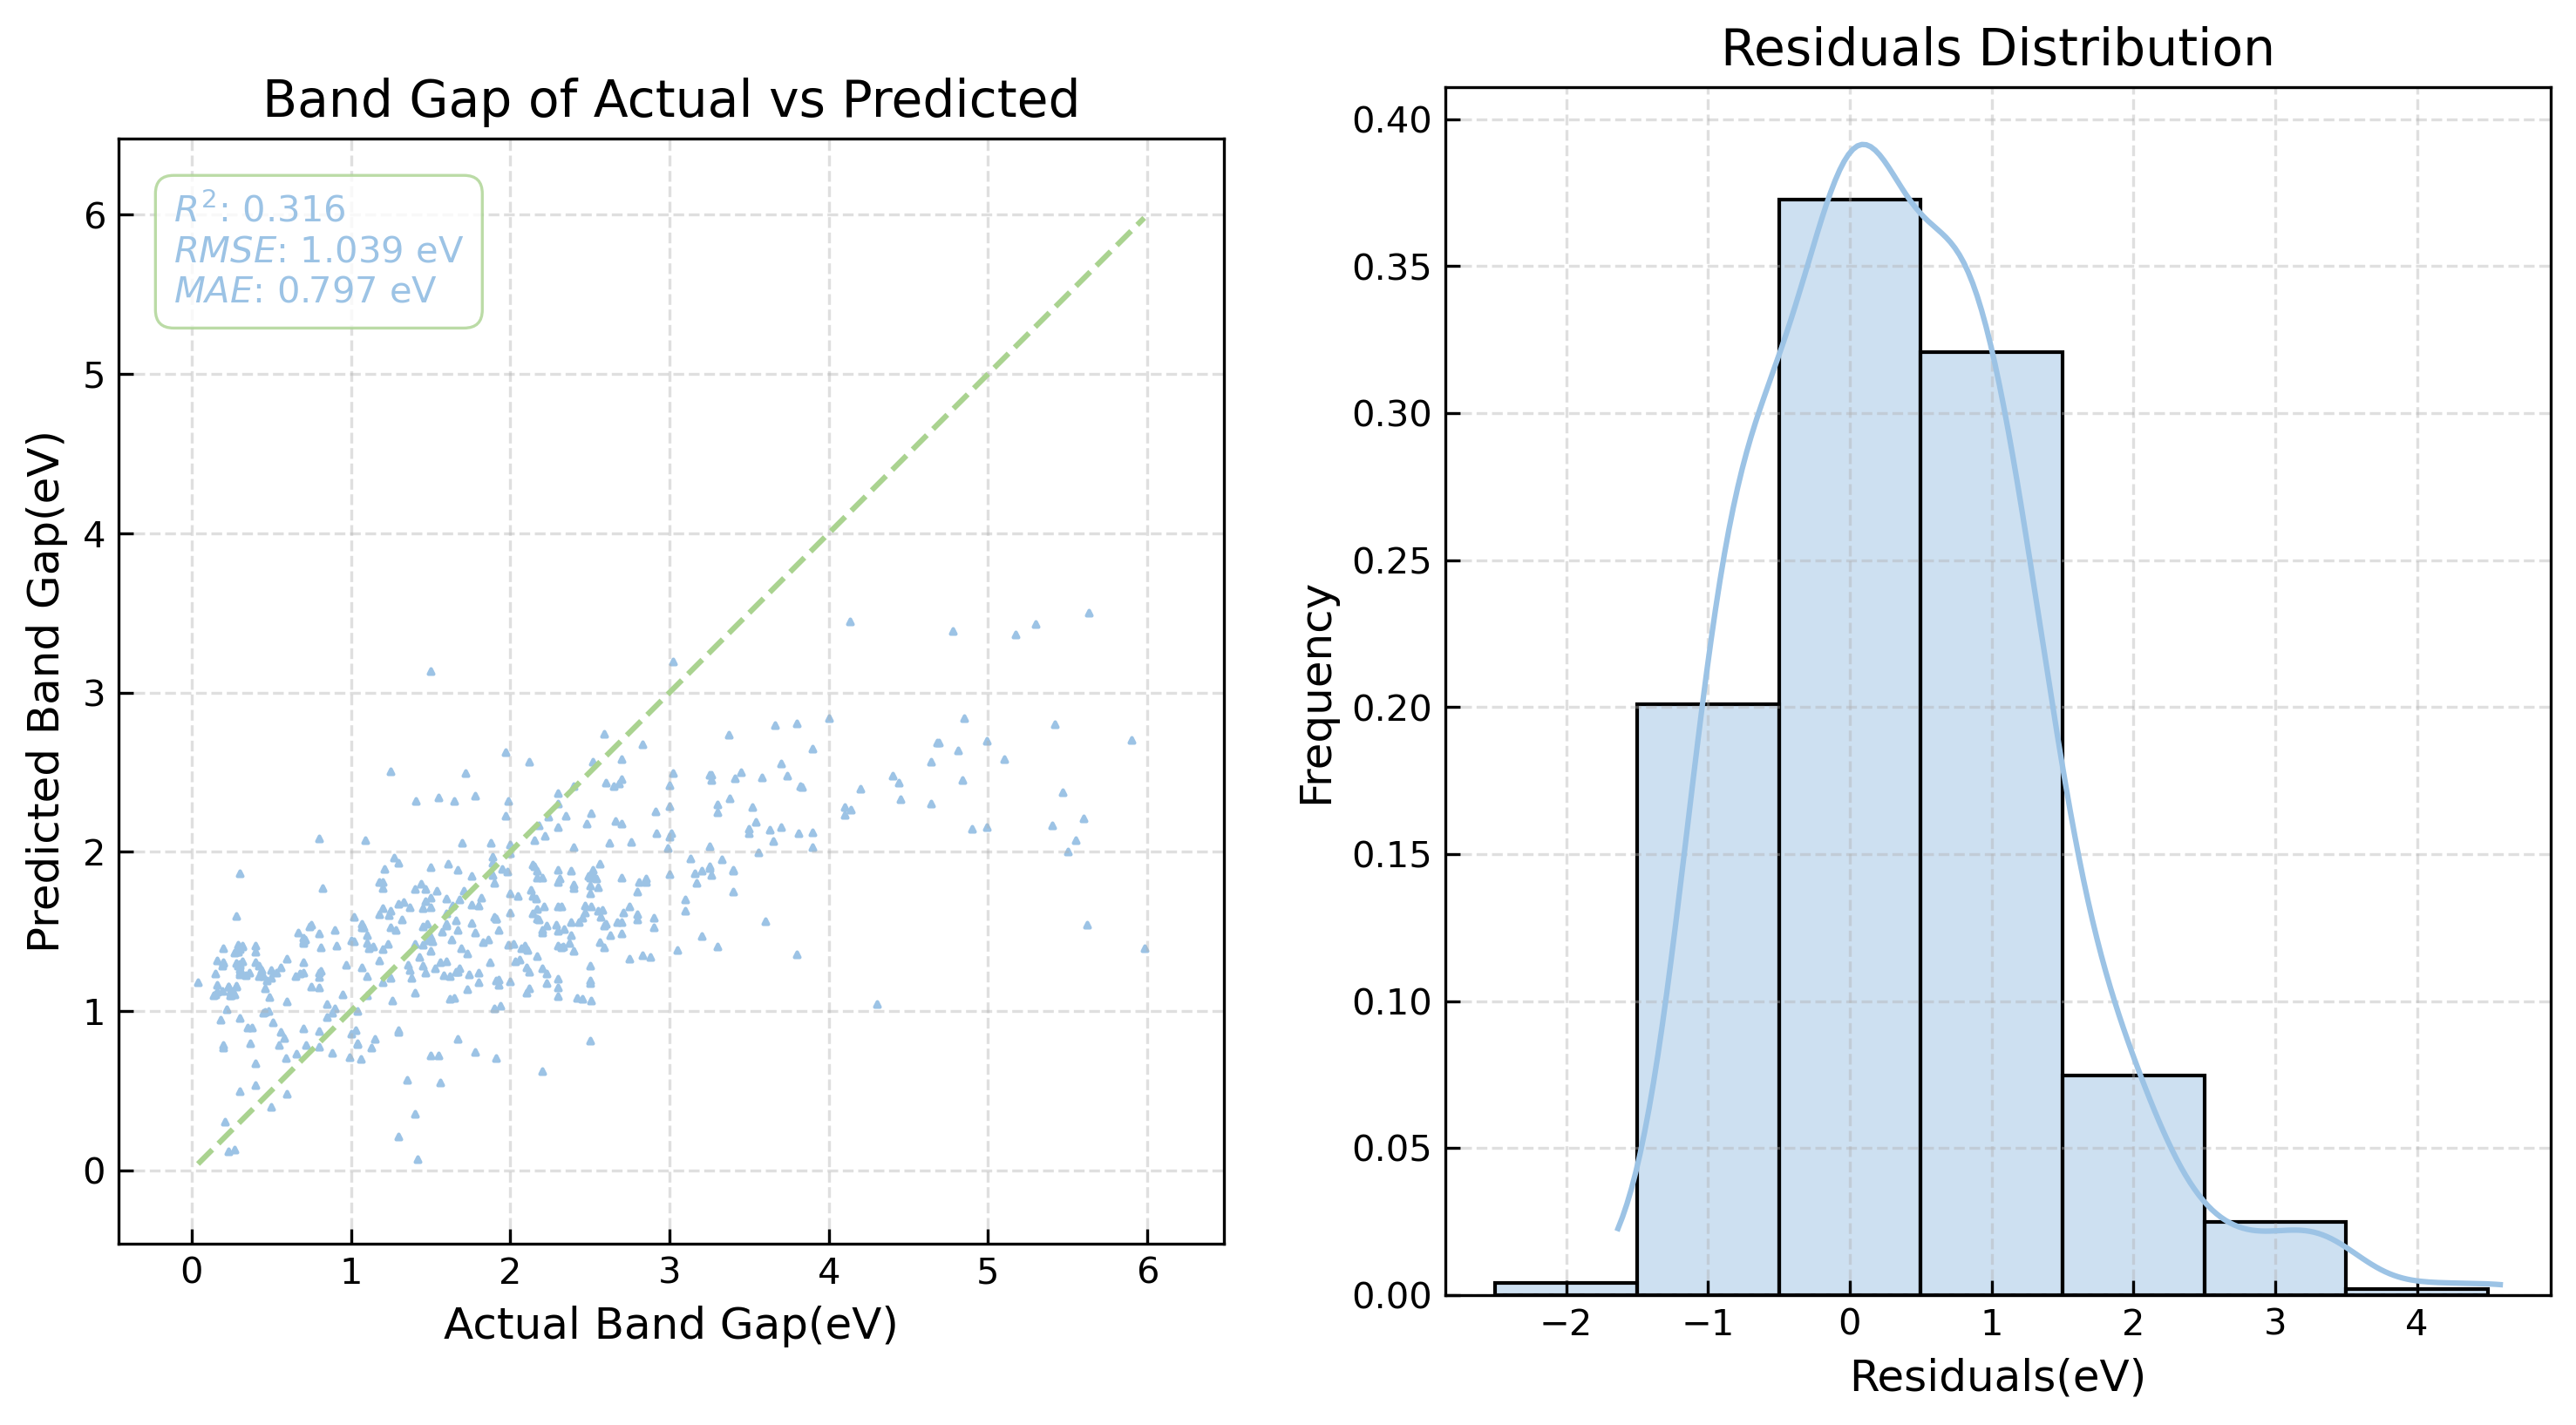 Band Gap of Actual vs Predicted
R²: 0.316
RMSE: 1.039 eV
MAE: 0.797 eV
Predicted Band Gap(eV)
6
5
4
3
2
1
0
0 1 2 3 4 5 6
Actual Band Gap(eV)
Residuals Distribution
Frequency
0.40
0.35
0.30
0.25
0.20
0.15
0.10
0.05
0.00
−2 −1 0 1 2 3 4
Residuals(eV)